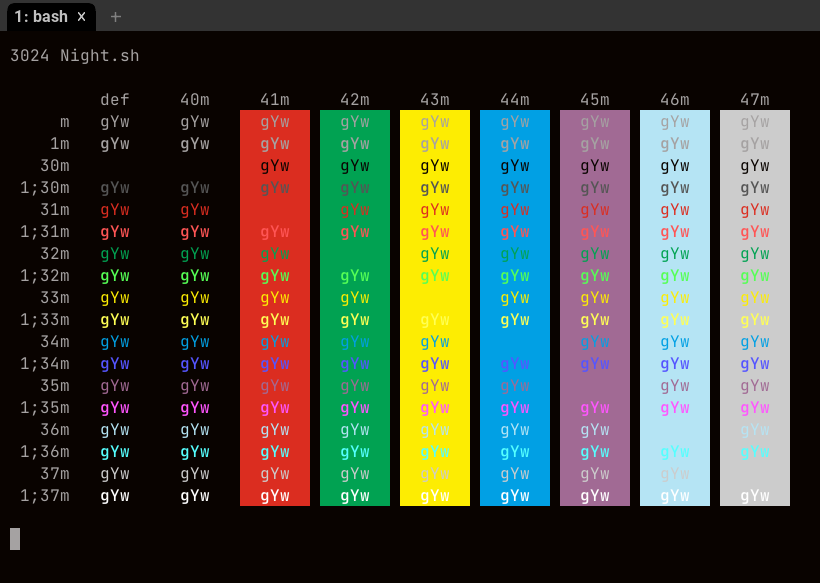 1: bash x +
3024 Night.sh
def 40m 41m 42m 43m 44m 45m 46m 47m
m gYw gYw gYw gYw gYw gYw gYw gYw gYw
1m gYw gYw gYw gYw gYw gYw gYw gYw gYw
30m gYw gYw gYw gYw gYw gYw gYw
1;30m gYw gYw gYw gYw gYw gYw gYw gYw gYw
31m gYw gYw gYw gYw gYw gYw gYw gYw
1;31m gYw gYw gYw gYw gYw gYw gYw gYw gYw
32m gYw gYw gYw gYw gYw gYw gYw gYw
1;32m gYw gYw gYw gYw gYw gYw gYw gYw gYw
33m gYw gYw gYw gYw gYw gYw gYw gYw
1;33m gYw gYw gYw gYw gYw gYw gYw gYw gYw
34m gYw gYw gYw gYw gYw gYw gYw gYw
1;34m gYw gYw gYw gYw gYw gYw gYw gYw gYw
35m gYw gYw gYw gYw gYw gYw gYw gYw
1;35m gYw gYw gYw gYw gYw gYw gYw gYw gYw
36m gYw gYw gYw gYw gYw gYw gYw gYw
1;36m gYw gYw gYw gYw gYw gYw gYw gYw gYw
37m gYw gYw gYw gYw gYw gYw gYw gYw
1;37m gYw gYw gYw gYw gYw gYw gYw gYw gYw